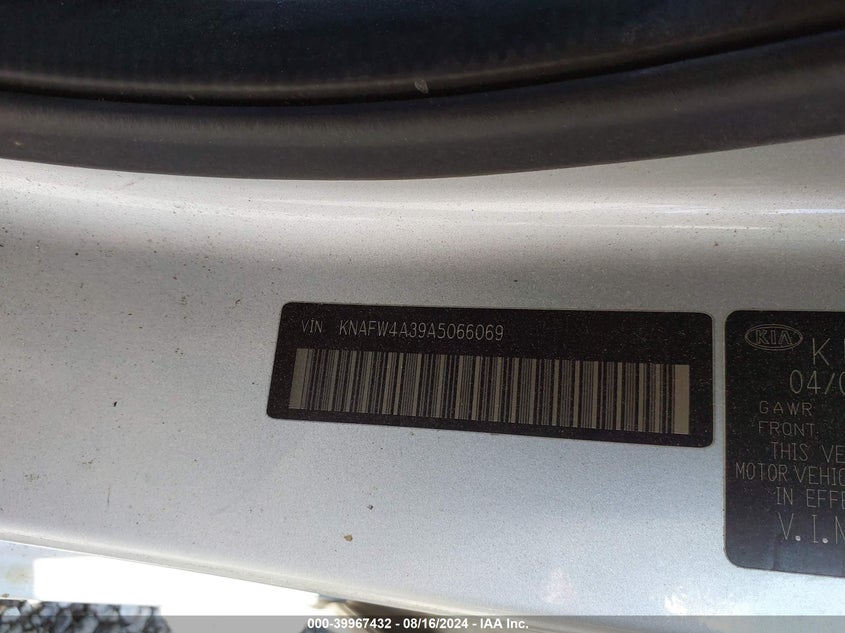 VIN KNAFW4A39A5066069
KIA
K
04/0
GAWR
FRONT
THIS VE
MOTOR VEHIC
IN EFFE
V.I.N
000-39967432 - 08/16/2024 - IAA Inc.